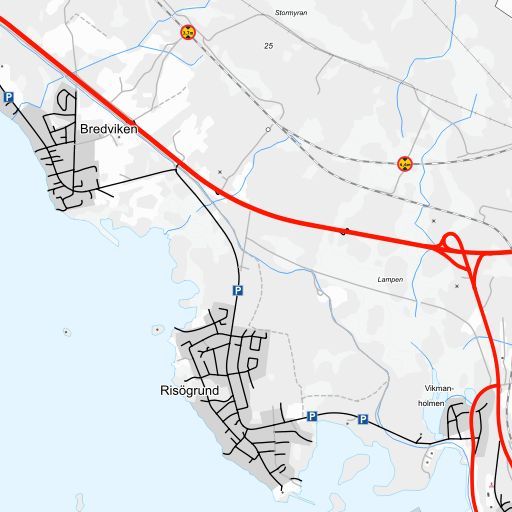 Stormyran
25
P
Bredviken
Lampen
P
Risögrund
Vikman-
holmen
P
P